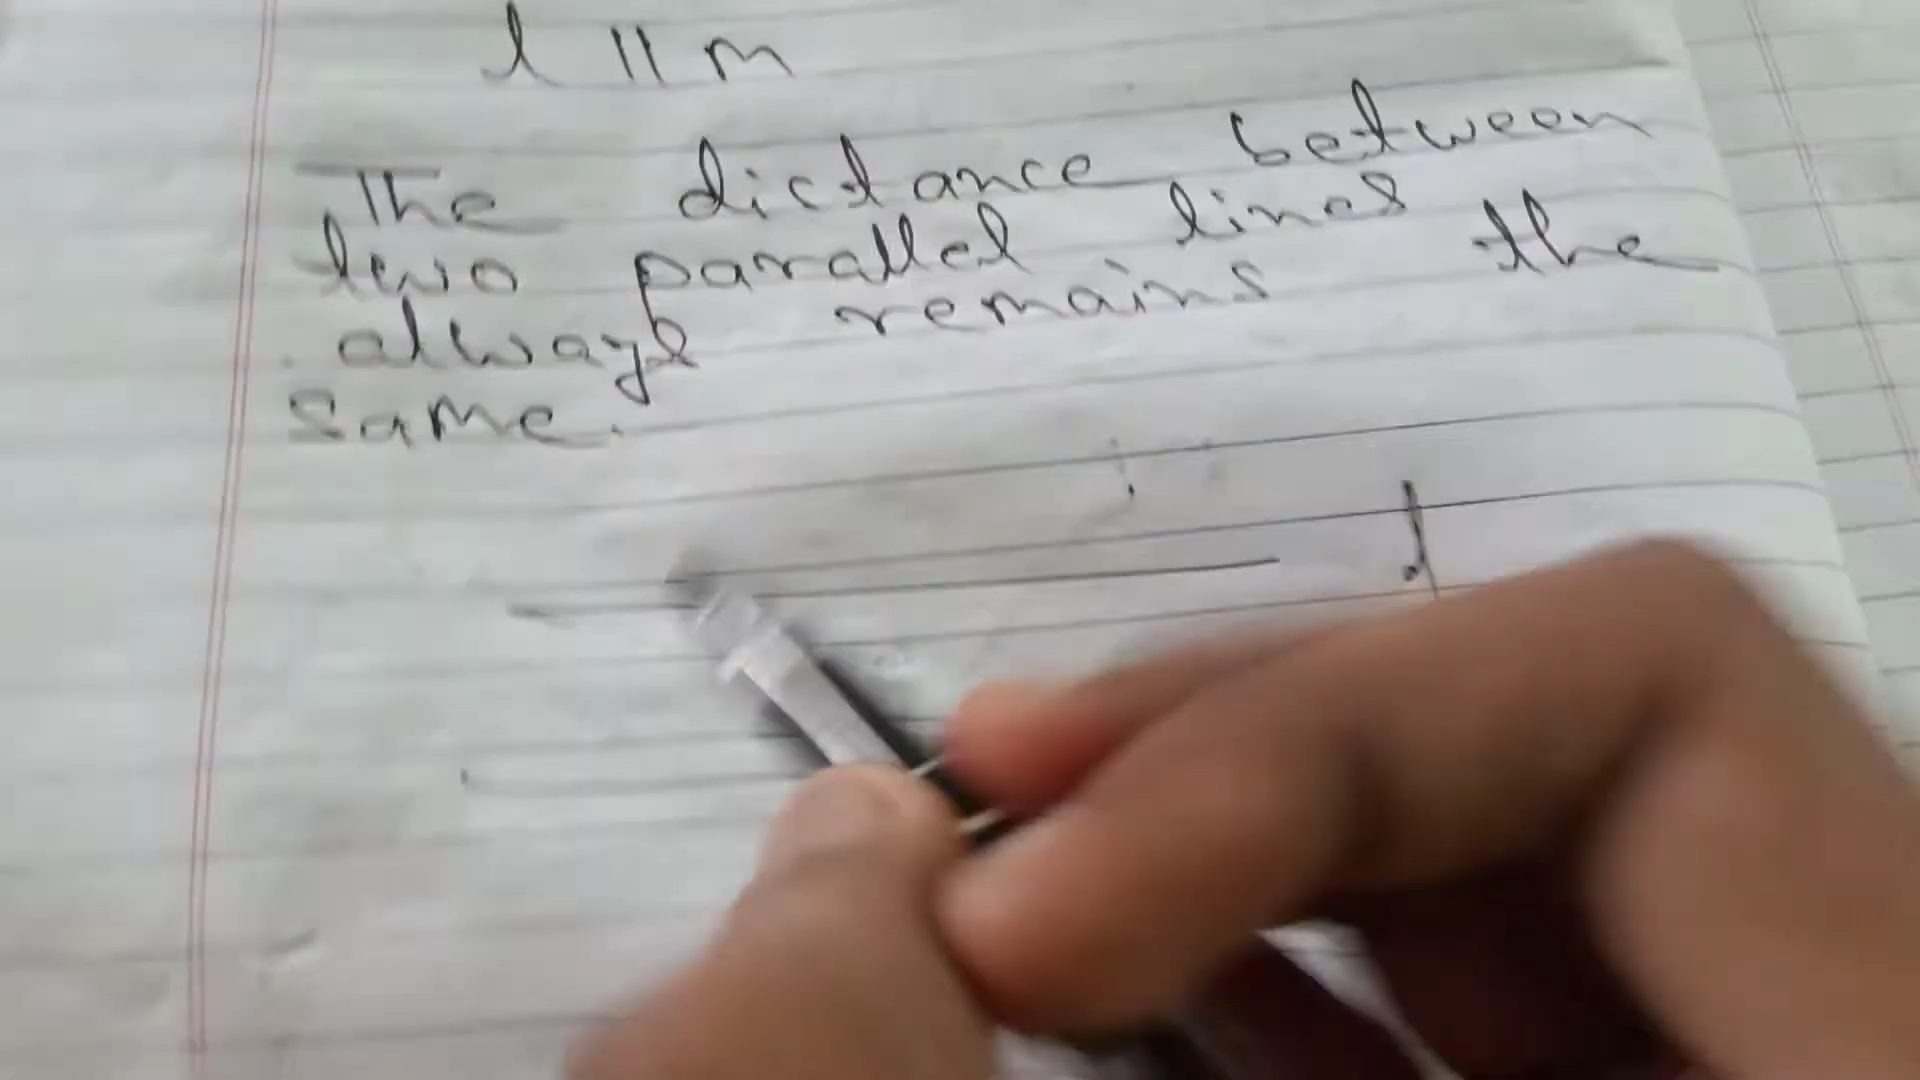 l || m
The distance between
two parallel lines
always remains the
same.
l